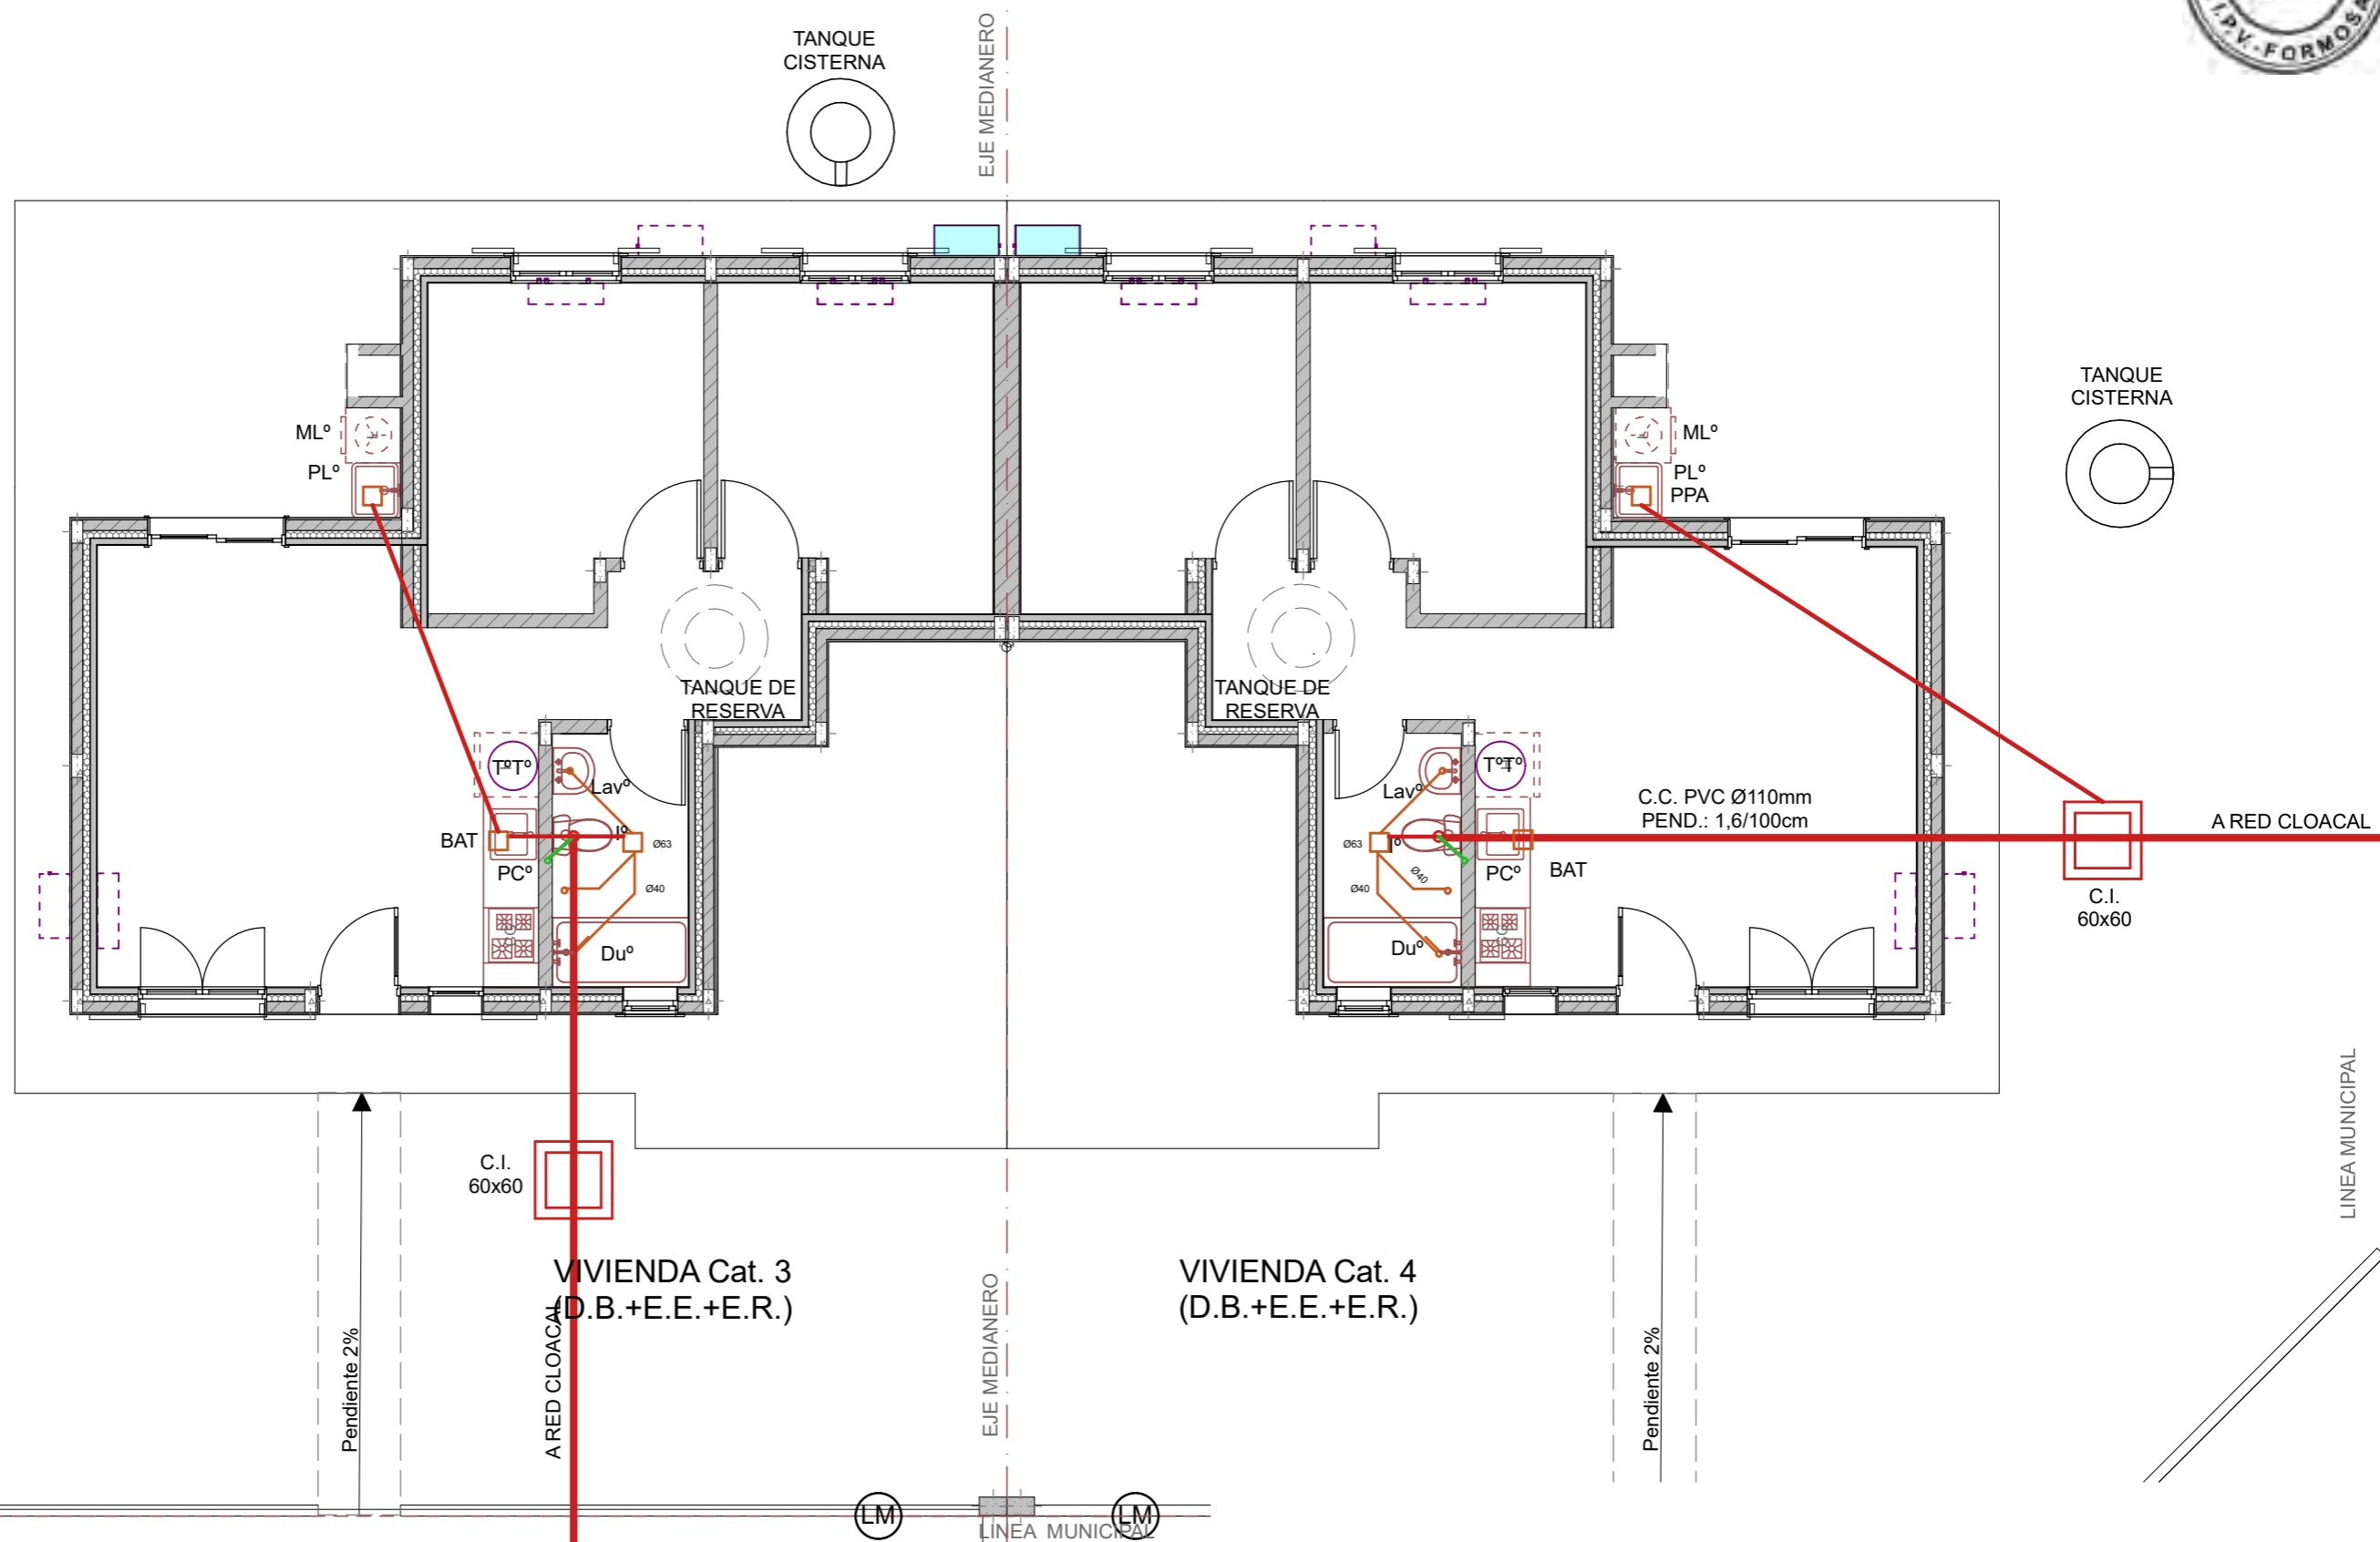 I.P.V.-FORMOSA
TANQUE
CISTERNA
EJE MEDIANERO
TANQUE
CISTERNA
MLº
PLº
MLº
PLº
PPA
TANQUE DE
RESERVA
TANQUE DE
RESERVA
TºTº
Lavº
Iº
BAT
Ø63
PCº
Ø40
Duº
TºTº
Lavº
Iº
Ø63
Ø40
Ø40
PCº
BAT
Duº
C.C. PVC Ø110mm
PEND.: 1,6/100cm
A RED CLOACAL
C.I.
60x60
LINEA MUNICIPAL
C.I.
60x60
VIVIENDA Cat. 3
(D.B.+E.E.+E.R.)
VIVIENDA Cat. 4
(D.B.+E.E.+E.R.)
Pendiente 2%
A RED CLOACAL
EJE MEDIANERO
Pendiente 2%
LM
LM
LINEA MUNICIPAL